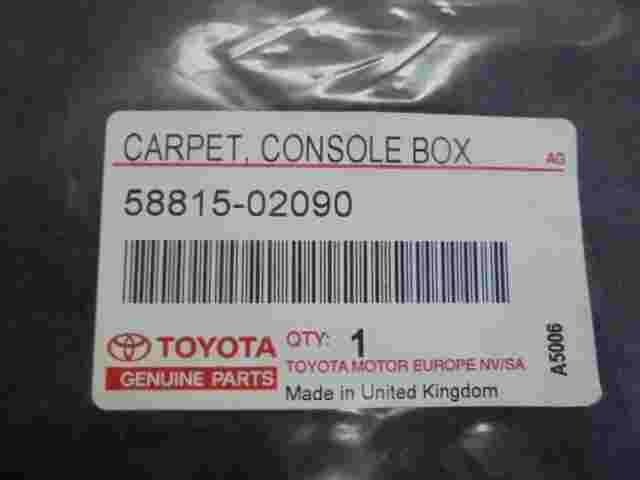 CARPET, CONSOLE BOX
AG
58815-02090
TOYOTA
GENUINE PARTS
QTY: 1
TOYOTA MOTOR EUROPE NV/SA
Made in United Kingdom
A5006